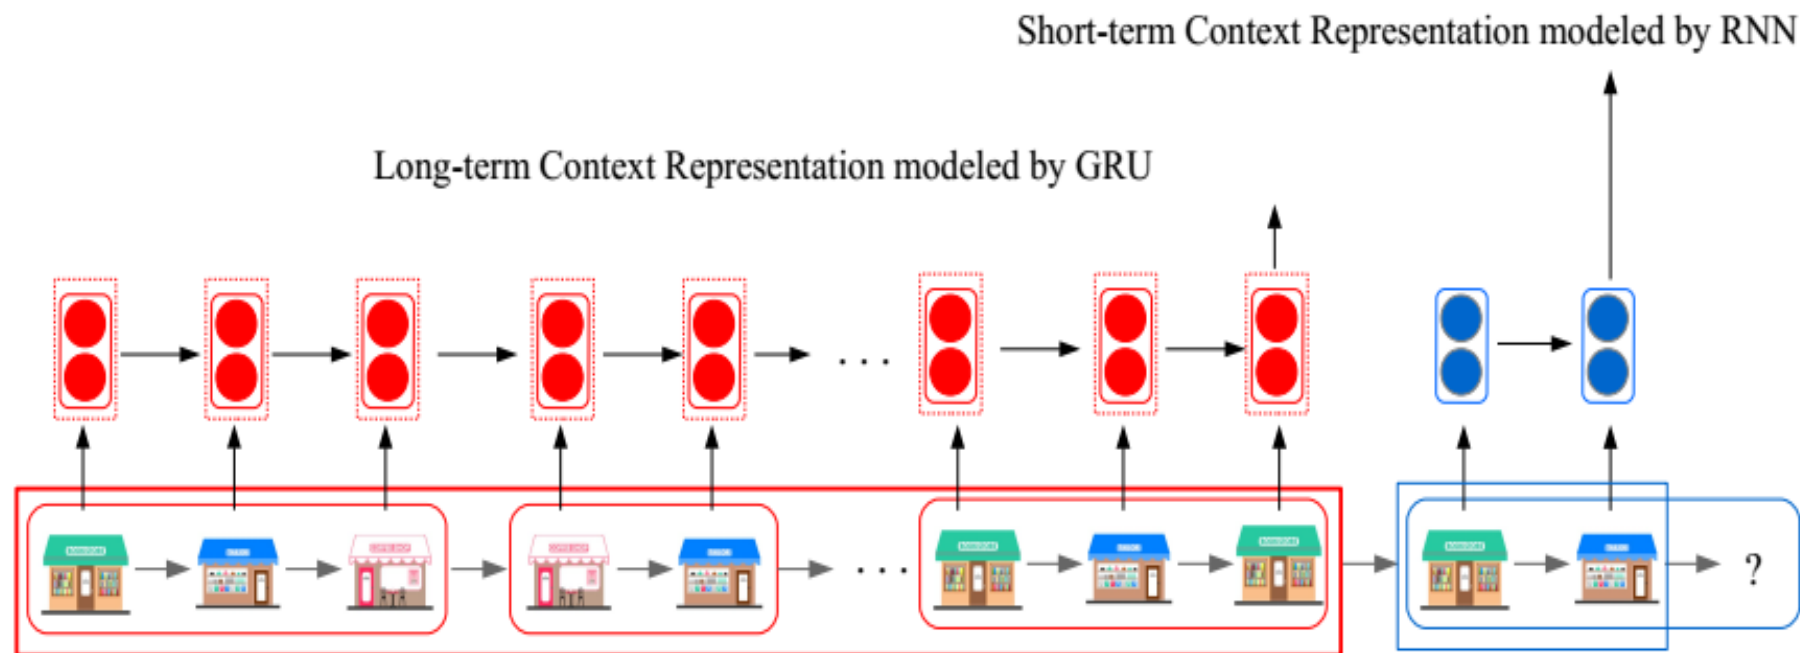 Short-term Context Representation modeled by RNN
Long-term Context Representation modeled by GRU
. . .
. . .
?